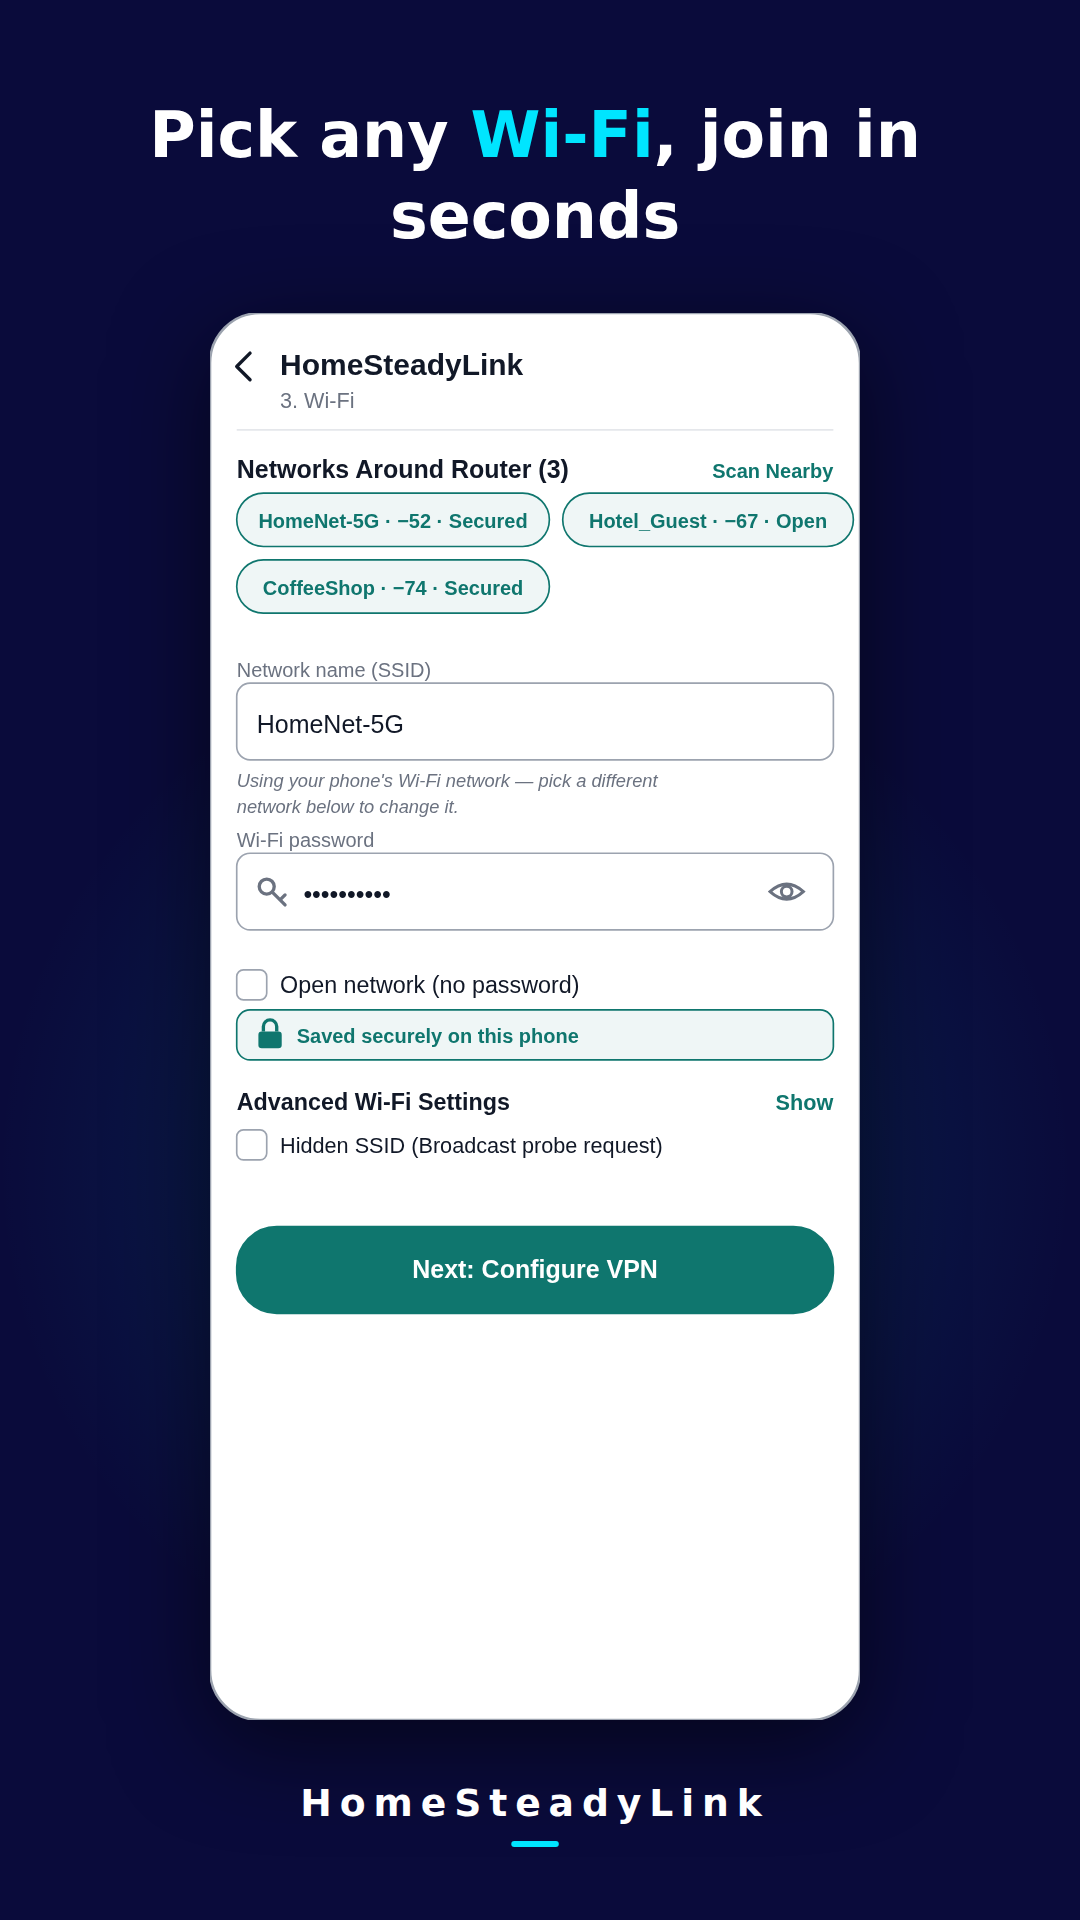 Pick any Wi-Fi, join in
seconds
HomeSteadyLink
3. Wi-Fi
Networks Around Router (3)
Scan Nearby
HomeNet-5G · −52 · Secured
Hotel_Guest · −67 · Open
CoffeeShop · −74 · Secured
Network name (SSID)
HomeNet-5G
Using your phone's Wi-Fi network — pick a different
network below to change it.
Wi-Fi password
••••••••••
Open network (no password)
Saved securely on this phone
Advanced Wi-Fi Settings
Show
Hidden SSID (Broadcast probe request)
Next: Configure VPN
HomeSteadyLink